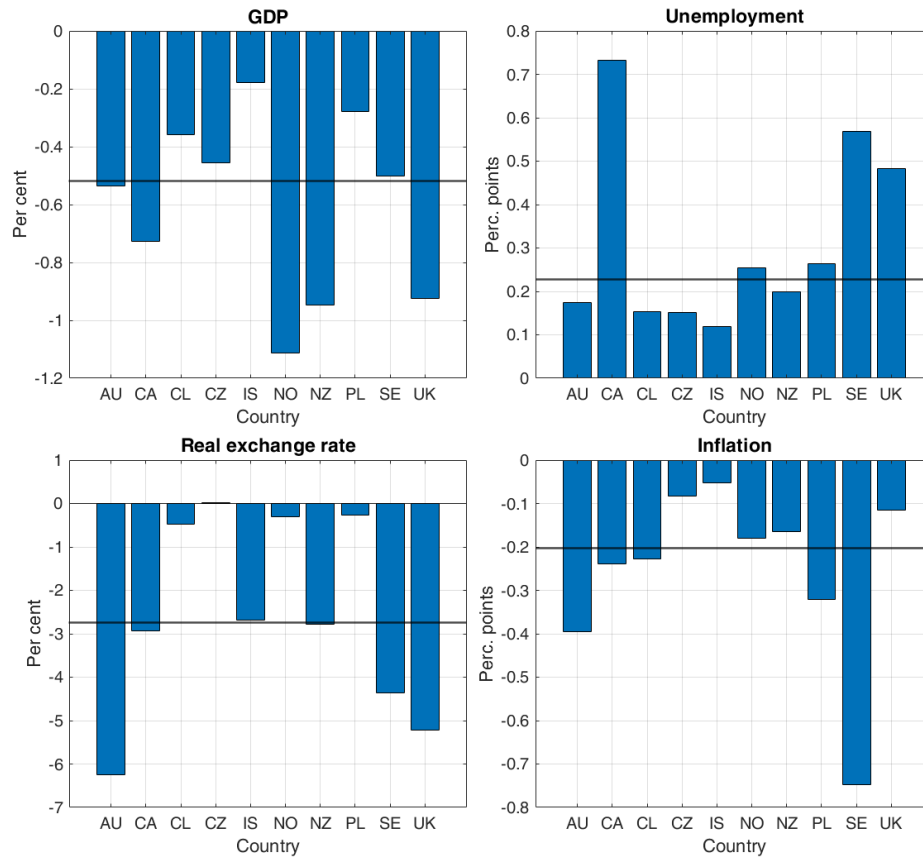 GDP
Per cent
0
-0.2
-0.4
-0.6
-0.8
-1
-1.2
AU CA CL CZ IS NO NZ PL SE UK
Country
Unemployment
Perc. points
0.8
0.7
0.6
0.5
0.4
0.3
0.2
0.1
0
AU CA CL CZ IS NO NZ PL SE UK
Country
Real exchange rate
Per cent
1
0
-1
-2
-3
-4
-5
-6
-7
AU CA CL CZ IS NO NZ PL SE UK
Country
Inflation
Perc. points
0
-0.1
-0.2
-0.3
-0.4
-0.5
-0.6
-0.7
-0.8
AU CA CL CZ IS NO NZ PL SE UK
Country